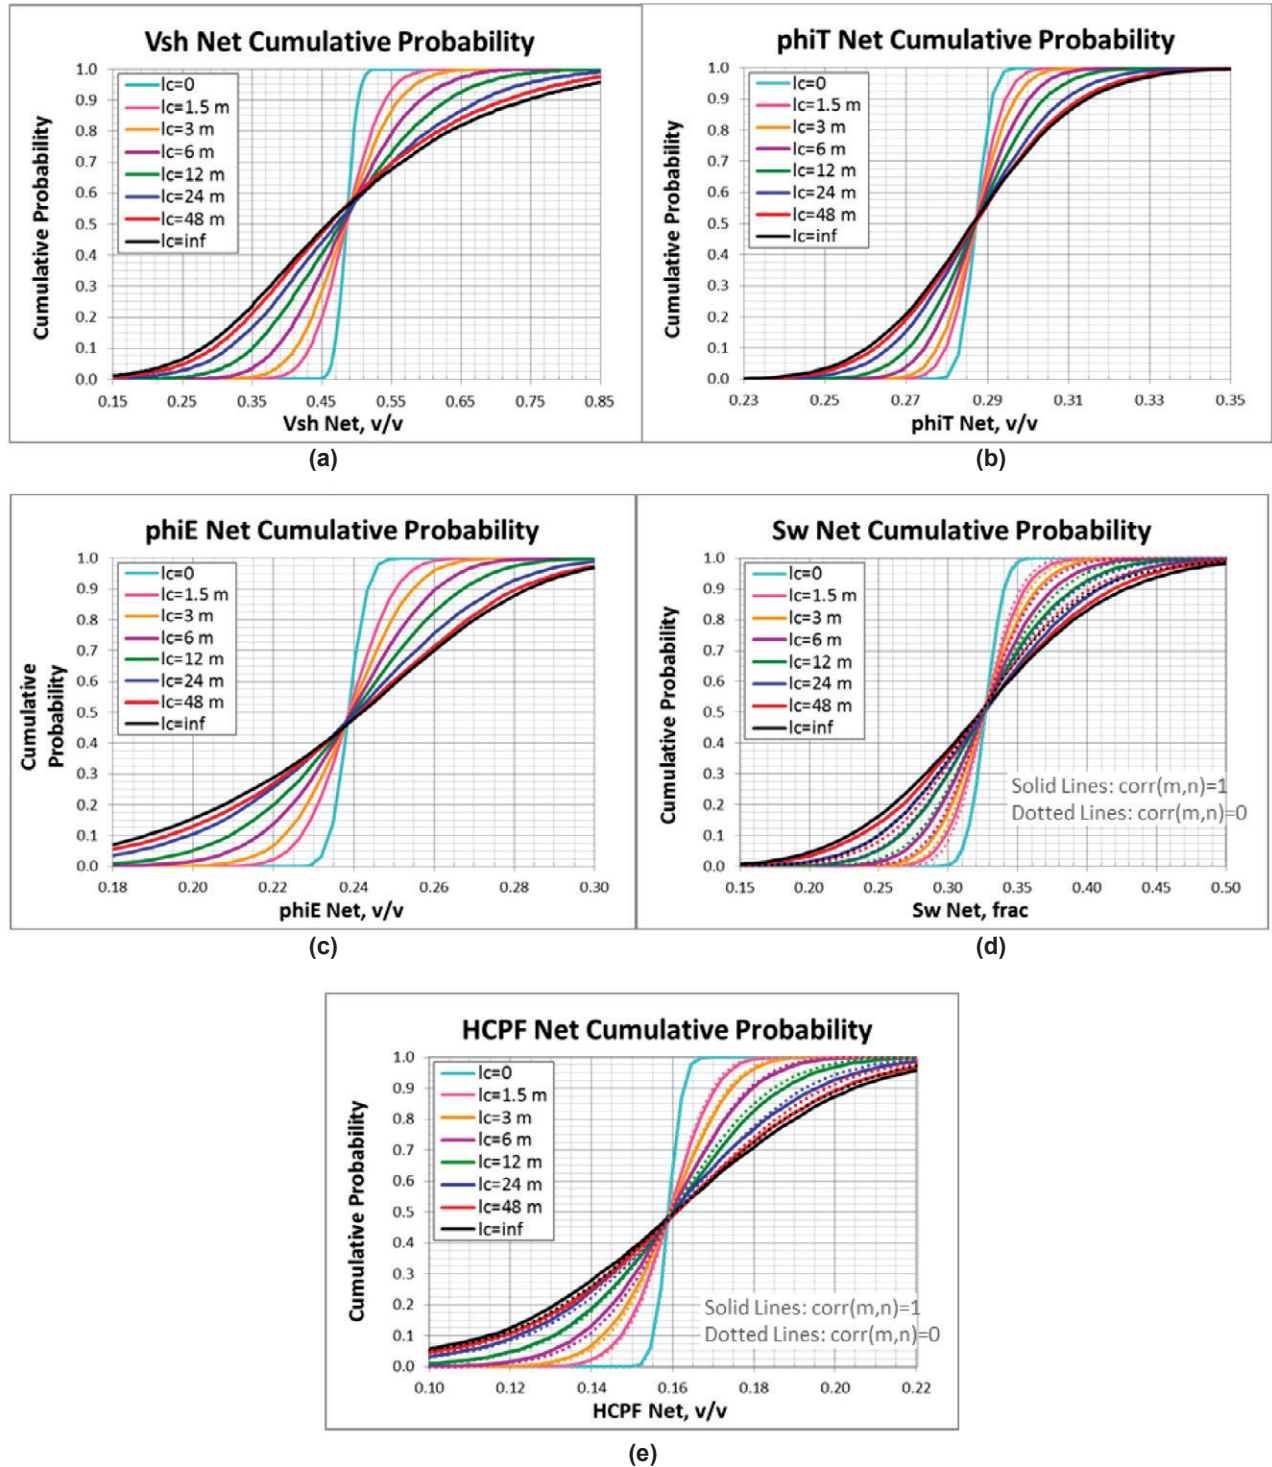 Vsh Net Cumulative Probability
Cumulative Probability
1.0
0.9
0.8
0.7
0.6
0.5
0.4
0.3
0.2
0.1
0.0
lc=0
lc=1.5 m
lc=3 m
lc=6 m
lc=12 m
lc=24 m
lc=48 m
lc=inf
0.15 0.25 0.35 0.45 0.55 0.65 0.75 0.85
Vsh Net, v/v
(a)
phiT Net Cumulative Probability
Cumulative Probability
1.0
0.9
0.8
0.7
0.6
0.5
0.4
0.3
0.2
0.1
0.0
lc=0
lc=1.5 m
lc=3 m
lc=6 m
lc=12 m
lc=24 m
lc=48 m
lc=inf
0.23 0.25 0.27 0.29 0.31 0.33 0.35
phiT Net, v/v
(b)
phiE Net Cumulative Probability
Cumulative
Probability
1.0
0.9
0.8
0.7
0.6
0.5
0.4
0.3
0.2
0.1
0.0
lc=0
lc=1.5 m
lc=3 m
lc=6 m
lc=12 m
lc=24 m
lc=48 m
lc=inf
0.18 0.20 0.22 0.24 0.26 0.28 0.30
phiE Net, v/v
(c)
Sw Net Cumulative Probability
Cumulative Probability
1.0
0.9
0.8
0.7
0.6
0.5
0.4
0.3
0.2
0.1
0.0
lc=0
lc=1.5 m
lc=3 m
lc=6 m
lc=12 m
lc=24 m
lc=48 m
lc=inf
Solid Lines: corr(m,n)=1
Dotted Lines: corr(m,n)=0
0.15 0.20 0.25 0.30 0.35 0.40 0.45 0.50
Sw Net, frac
(d)
HCPF Net Cumulative Probability
Cumulative Probability
1.0
0.9
0.8
0.7
0.6
0.5
0.4
0.3
0.2
0.1
0.0
lc=0
lc=1.5 m
lc=3 m
lc=6 m
lc=12 m
lc=24 m
lc=48 m
lc=inf
Solid Lines: corr(m,n)=1
Dotted Lines: corr(m,n)=0
0.10 0.12 0.14 0.16 0.18 0.20 0.22
HCPF Net, v/v
(e)